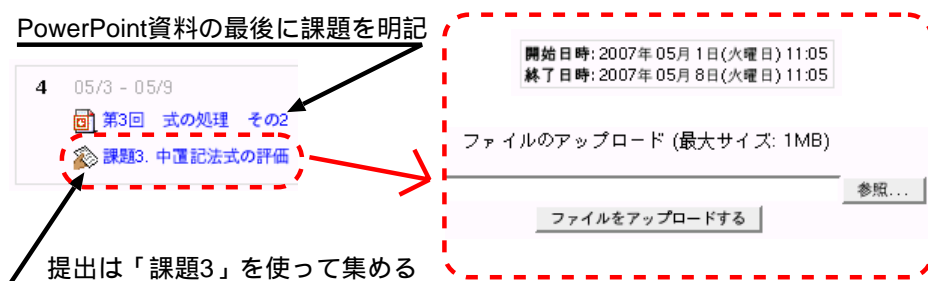 PowerPoint資料の最後に課題を明記
4 05/3 - 05/9
第3回 式の処理 その2
課題3. 中置記法式の評価
提出は「課題3」を使って集める
開始日時: 2007年 05月 1日(火曜日) 11:05
終了日時: 2007年 05月 8日(火曜日) 11:05
ファイルのアップロード (最大サイズ: 1MB)
参照...
ファイルをアップロードする